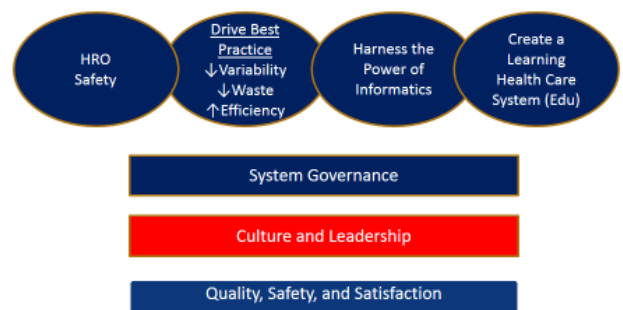 HRO
Safety
Drive Best
Practice
↓Variability
↓Waste
↑Efficiency
Harness the
Power of
Informatics
Create a
Learning
Health Care
System (Edu)
System Governance
Culture and Leadership
Quality, Safety, and Satisfaction